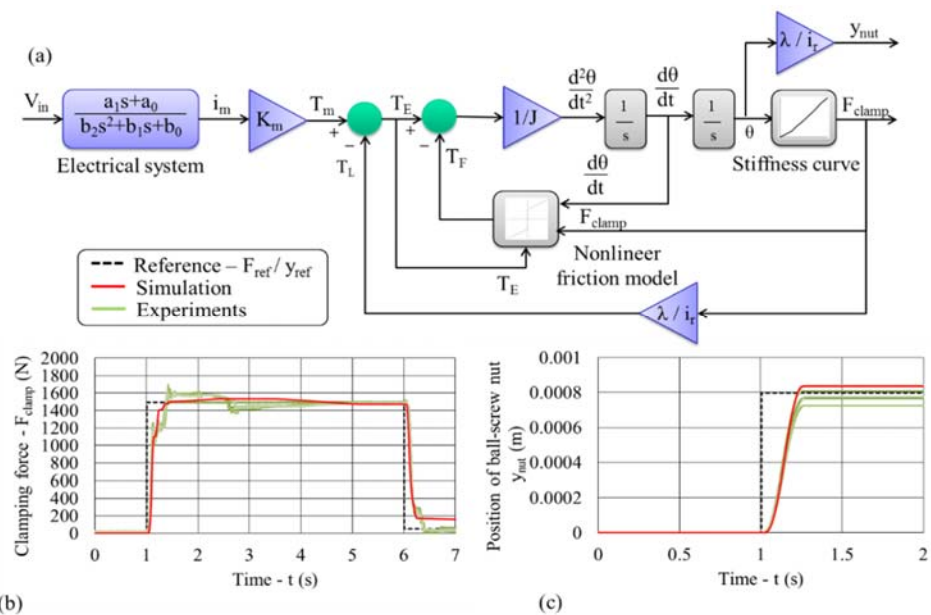 (a)
λ / iᵣ
y_nut
V_in
a₁s+a₀
b₂s²+b₁s+b₀
Electrical system
i_m
K_m
T_m
+
−
T_L
T_E
+
−
T_F
1/J
d²θ
dt²
1
s
dθ
dt
1
s
θ
F_clamp
Stiffness curve
dθ
dt
F_clamp
Nonlineer
friction model
T_E
λ / iᵣ
Reference – F_ref / y_ref
Simulation
Experiments
Clamping force - F_clamp (N)
2000
1800
1600
1400
1200
1000
800
600
400
200
0
0 1 2 3 4 5 6 7
Time - t (s)
(b)
Position of ball-screw nut
y_nut (m)
0.001
0.0008
0.0006
0.0004
0.0002
0
0 0.5 1 1.5 2
Time - t (s)
(c)